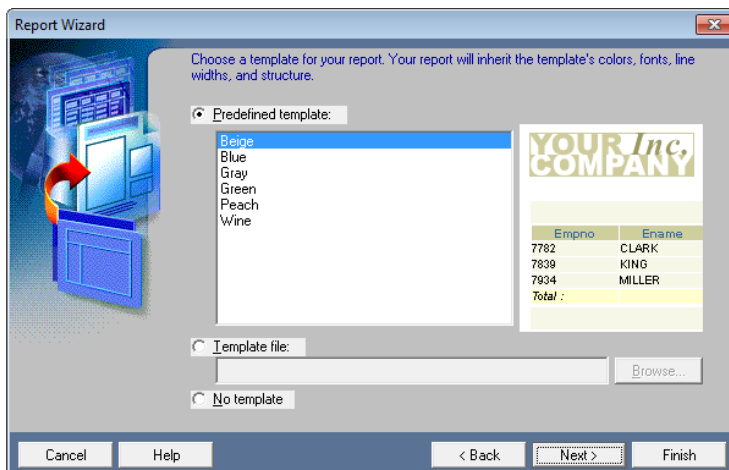 Report Wizard
Choose a template for your report. Your report will inherit the template's colors, fonts, line
widths, and structure.
Predefined template:
Beige
Blue
Gray
Green
Peach
Wine
YOUR Inc,
COMPANY
Empno Ename
7782 CLARK
7839 KING
7934 MILLER
Total :
Template file:
Browse...
No template
Cancel Help < Back Next > Finish